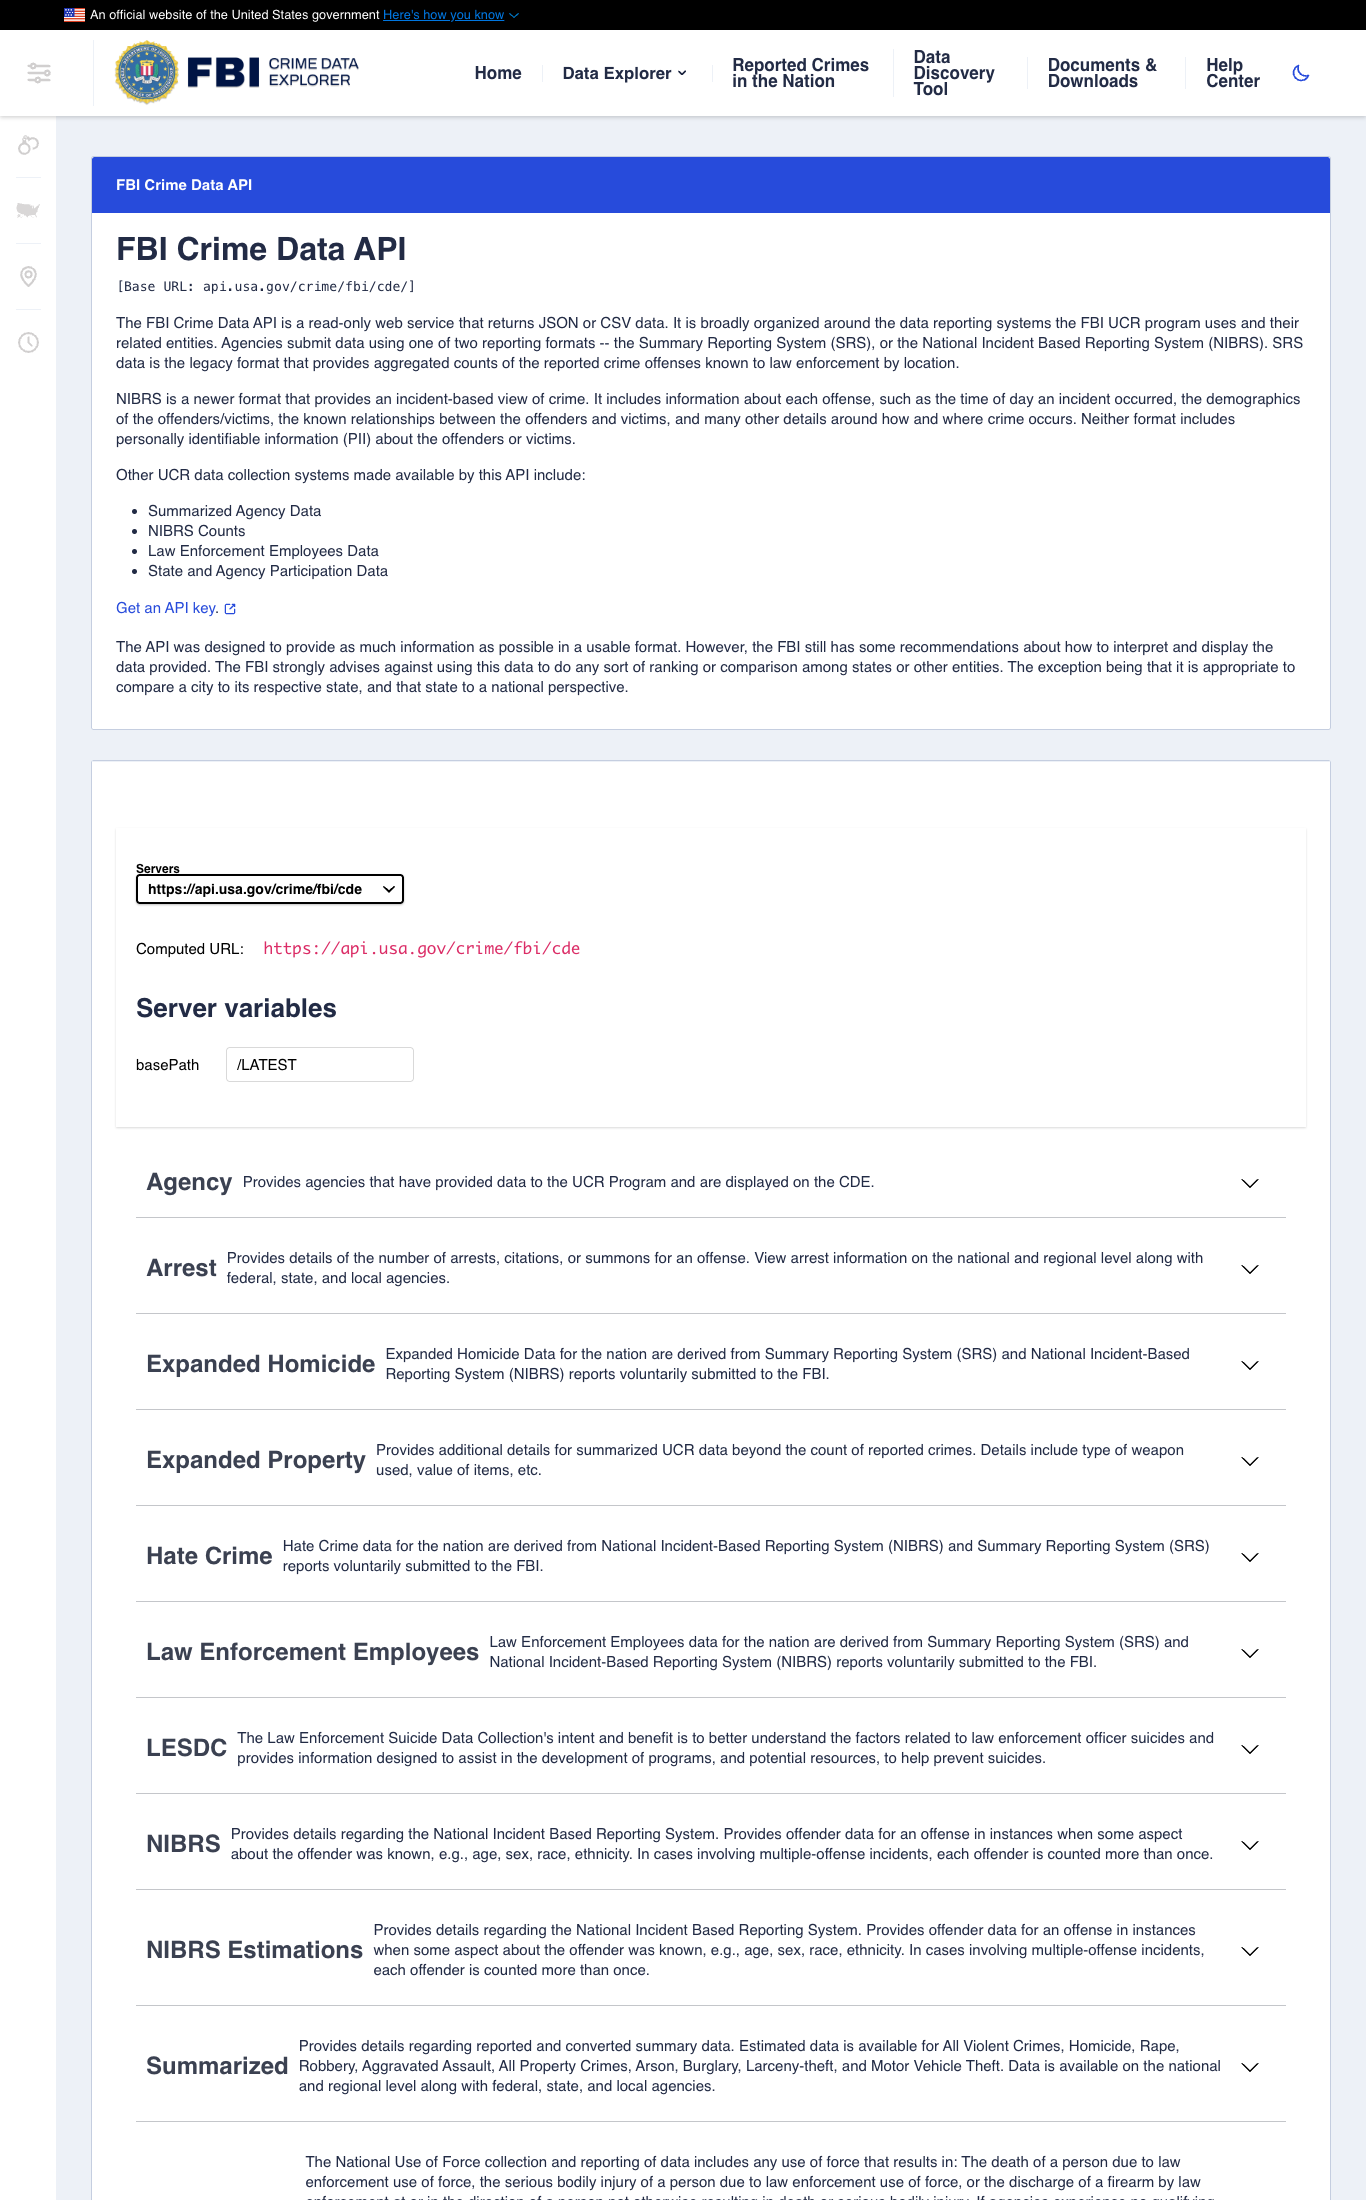 An official website of the United States government Here's how you know
FBI CRIME DATA EXPLORER
Home
Data Explorer
Reported Crimes in the Nation
Data Discovery Tool
Documents & Downloads
Help Center
FBI Crime Data API
FBI Crime Data API
[Base URL: api.usa.gov/crime/fbi/cde/]
The FBI Crime Data API is a read-only web service that returns JSON or CSV data. It is broadly organized around the data reporting systems the FBI UCR program uses and their
related entities. Agencies submit data using one of two reporting formats -- the Summary Reporting System (SRS), or the National Incident Based Reporting System (NIBRS). SRS
data is the legacy format that provides aggregated counts of the reported crime offenses known to law enforcement by location.
NIBRS is a newer format that provides an incident-based view of crime. It includes information about each offense, such as the time of day an incident occurred, the demographics
of the offenders/victims, the known relationships between the offenders and victims, and many other details around how and where crime occurs. Neither format includes
personally identifiable information (PII) about the offenders or victims.
Other UCR data collection systems made available by this API include:
• Summarized Agency Data
• NIBRS Counts
• Law Enforcement Employees Data
• State and Agency Participation Data
Get an API key.
The API was designed to provide as much information as possible in a usable format. However, the FBI still has some recommendations about how to interpret and display the
data provided. The FBI strongly advises against using this data to do any sort of ranking or comparison among states or other entities. The exception being that it is appropriate to
compare a city to its respective state, and that state to a national perspective.
Servers
https://api.usa.gov/crime/fbi/cde
Computed URL: https://api.usa.gov/crime/fbi/cde
Server variables
basePath /LATEST
Agency Provides agencies that have provided data to the UCR Program and are displayed on the CDE.
Arrest Provides details of the number of arrests, citations, or summons for an offense. View arrest information on the national and regional level along with
federal, state, and local agencies.
Expanded Homicide Expanded Homicide Data for the nation are derived from Summary Reporting System (SRS) and National Incident-Based
Reporting System (NIBRS) reports voluntarily submitted to the FBI.
Expanded Property Provides additional details for summarized UCR data beyond the count of reported crimes. Details include type of weapon
used, value of items, etc.
Hate Crime Hate Crime data for the nation are derived from National Incident-Based Reporting System (NIBRS) and Summary Reporting System (SRS)
reports voluntarily submitted to the FBI.
Law Enforcement Employees Law Enforcement Employees data for the nation are derived from Summary Reporting System (SRS) and
National Incident-Based Reporting System (NIBRS) reports voluntarily submitted to the FBI.
LESDC The Law Enforcement Suicide Data Collection's intent and benefit is to better understand the factors related to law enforcement officer suicides and
provides information designed to assist in the development of programs, and potential resources, to help prevent suicides.
NIBRS Provides details regarding the National Incident Based Reporting System. Provides offender data for an offense in instances when some aspect
about the offender was known, e.g., age, sex, race, ethnicity. In cases involving multiple-offense incidents, each offender is counted more than once.
NIBRS Estimations Provides details regarding the National Incident Based Reporting System. Provides offender data for an offense in instances
when some aspect about the offender was known, e.g., age, sex, race, ethnicity. In cases involving multiple-offense incidents,
each offender is counted more than once.
Summarized Provides details regarding reported and converted summary data. Estimated data is available for All Violent Crimes, Homicide, Rape,
Robbery, Aggravated Assault, All Property Crimes, Arson, Burglary, Larceny-theft, and Motor Vehicle Theft. Data is available on the national
and regional level along with federal, state, and local agencies.
The National Use of Force collection and reporting of data includes any use of force that results in: The death of a person due to law
enforcement use of force, the serious bodily injury of a person due to law enforcement use of force, or the discharge of a firearm by law